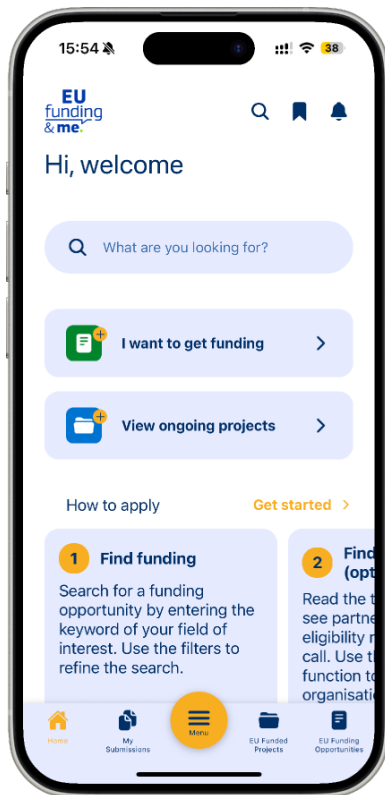 15:54
38
EU
funding
& me
Hi, welcome
What are you looking for?
I want to get funding
View ongoing projects
How to apply
Get started
1
Find funding
Search for a funding
opportunity by entering the
keyword of your field of
interest. Use the filters to
refine the search.
2
Find
(opt
Read the t
see partne
eligibility r
call. Use t
function to
organisati
Home
My
Submissions
Menu
EU Funded
Projects
EU Funding
Opportunities